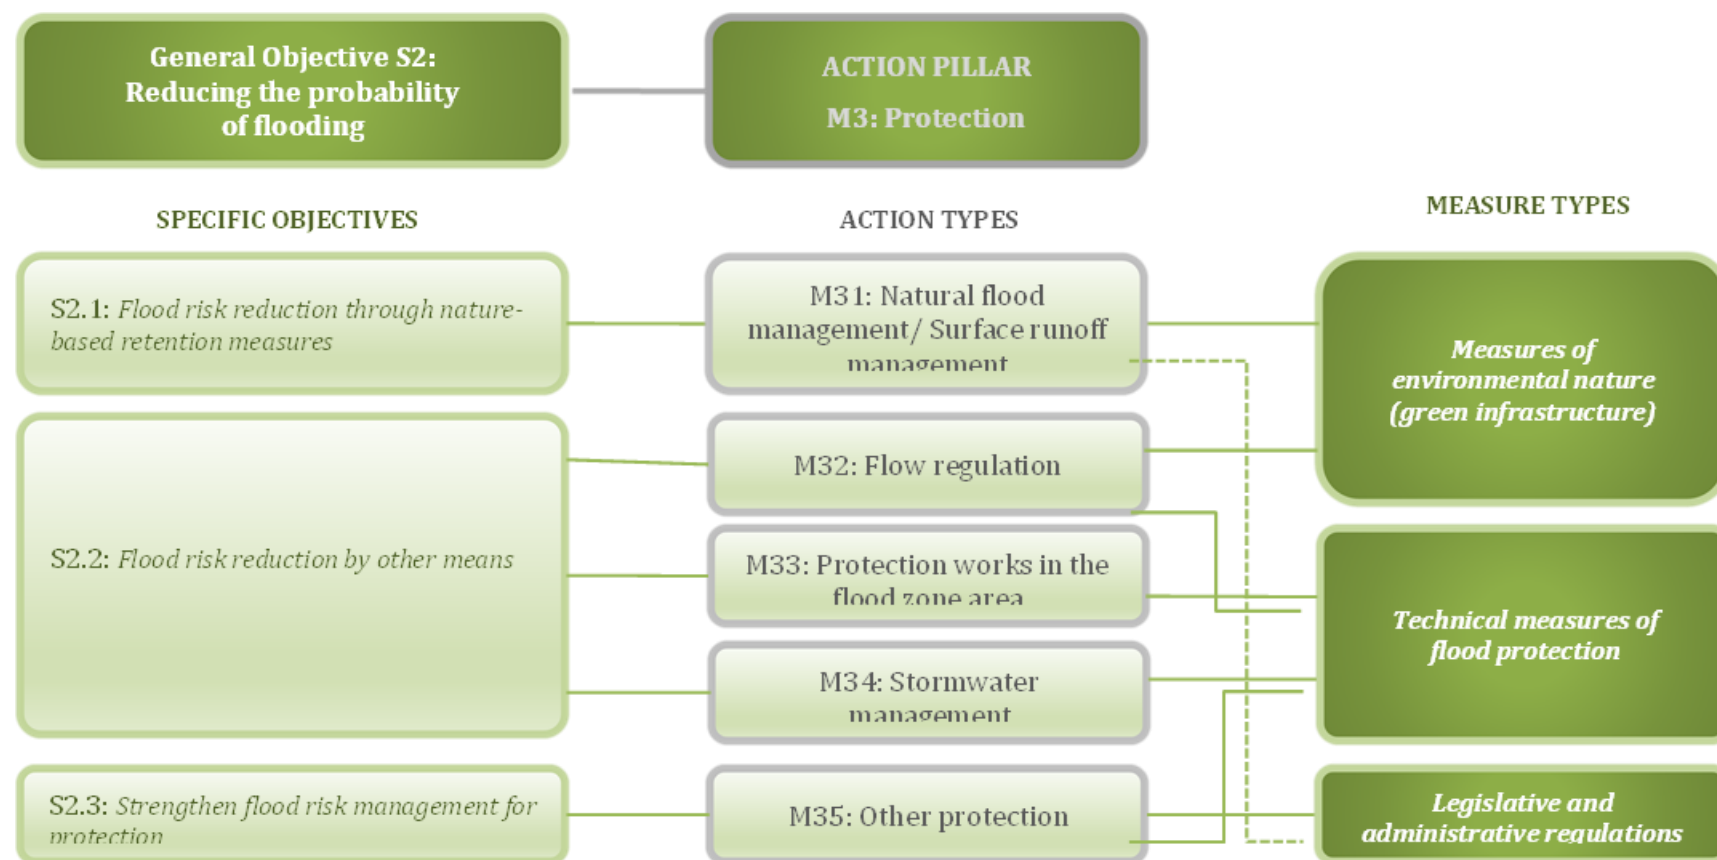 General Objective S2:
Reducing the probability
of flooding
ACTION PILLAR
M3: Protection
SPECIFIC OBJECTIVES
ACTION TYPES
MEASURE TYPES
S2.1: Flood risk reduction through nature-
based retention measures
M31: Natural flood
management/ Surface runoff
management
Measures of
environmental nature
(green infrastructure)
S2.2: Flood risk reduction by other means
M32: Flow regulation
M33: Protection works in the
flood zone area
M34: Stormwater
management
Technical measures of
flood protection
S2.3: Strengthen flood risk management for
protection
M35: Other protection
Legislative and
administrative regulations